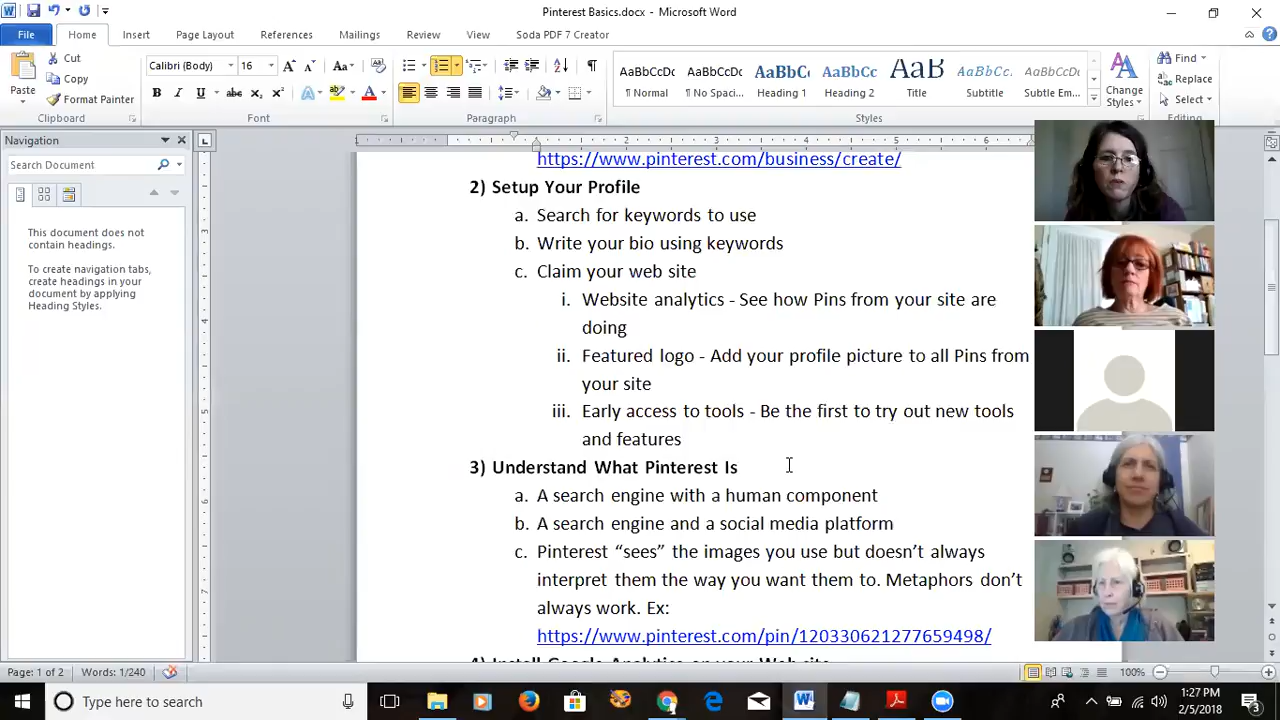 Pinterest Basics.docx - Microsoft Word
File Home Insert Page Layout References Mailings Review View Soda PDF 7 Creator
Paste
Cut
Copy
Format Painter
Clipboard
Calibri (Body) 16
Font
Paragraph
AaBbCcDc AaBbCcDc AaBbC AaBbCc AaB AaBbCcL AaBbCcDc
¶ Normal ¶ No Spaci... Heading 1 Heading 2 Title Subtitle Subtle Em...
Styles
Change Styles
Find
Replace
Select
Editing
Navigation
Search Document
This document does not
contain headings.
To create navigation tabs,
create headings in your
document by applying
Heading Styles.
https://www.pinterest.com/business/create/
2) Setup Your Profile
a. Search for keywords to use
b. Write your bio using keywords
c. Claim your web site
i. Website analytics - See how Pins from your site are
doing
ii. Featured logo - Add your profile picture to all Pins from
your site
iii. Early access to tools - Be the first to try out new tools
and features
3) Understand What Pinterest Is
a. A search engine with a human component
b. A search engine and a social media platform
c. Pinterest “sees” the images you use but doesn’t always
interpret them the way you want them to. Metaphors don’t
always work. Ex:
https://www.pinterest.com/pin/120330621277659498/
4) Install Google Analytics on your Web site
Page: 1 of 2 Words: 1/240 100%
Type here to search
1:27 PM
2/5/2018